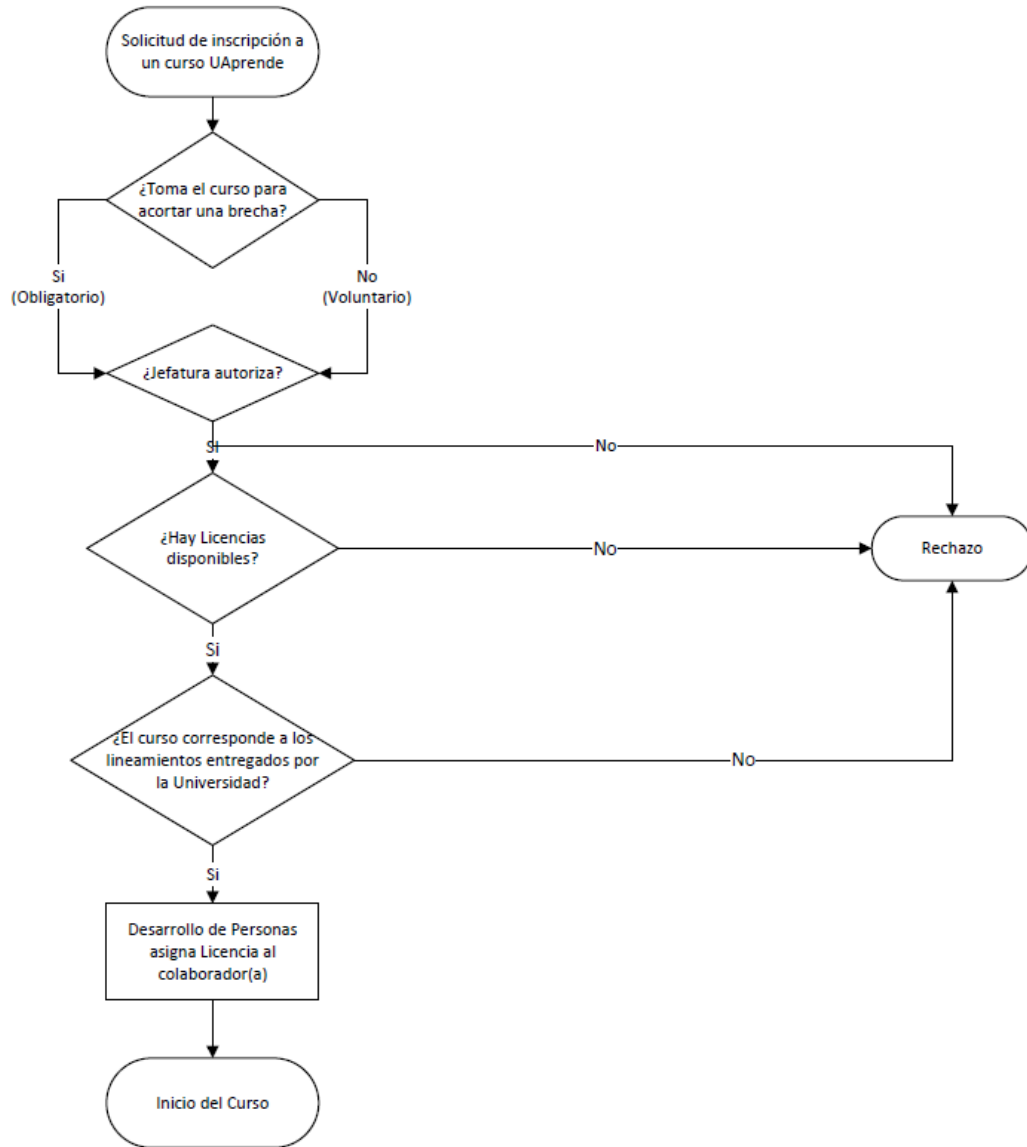 Solicitud de inscripción a
un curso UAprende
¿Toma el curso para
acortar una brecha?
Si
(Obligatorio)
No
(Voluntario)
¿Jefatura autoriza?
SI
No
¿Hay Licencias
disponibles?
No
Rechazo
Si
¿El curso corresponde a los
lineamientos entregados por
la Universidad?
No
Si
Desarrollo de Personas
asigna Licencia al
colaborador(a)
Inicio del Curso